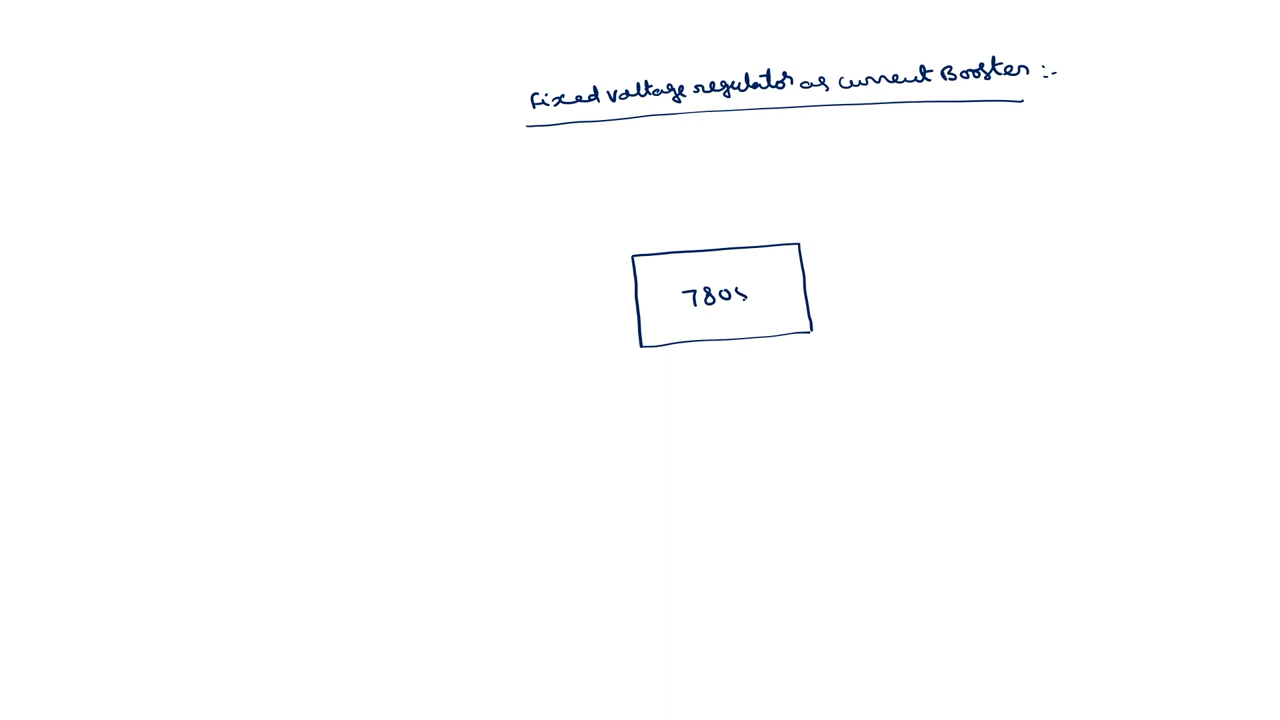 Fixed voltage regulator as current Booster :-
7805